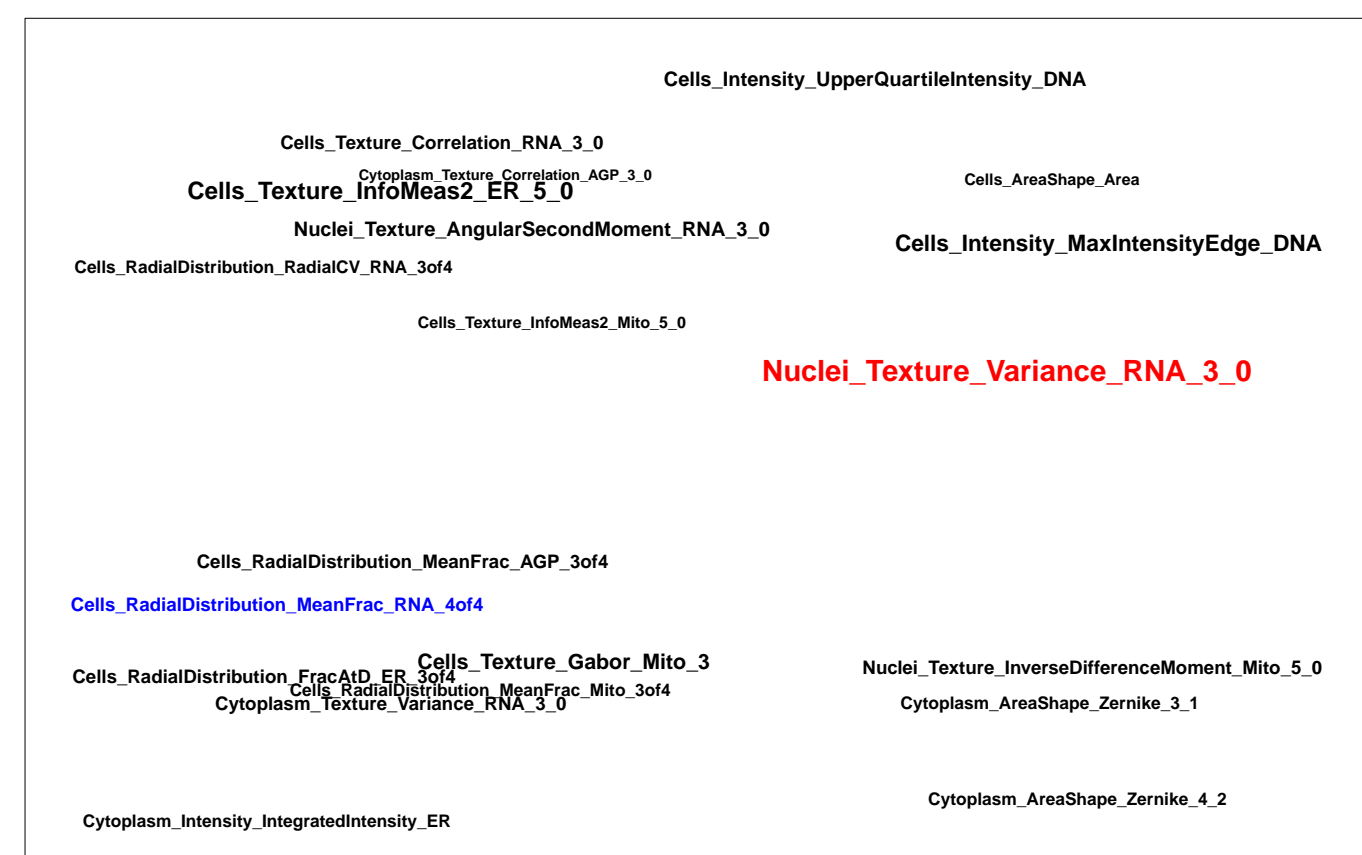 Cells_Intensity_UpperQuartileIntensity_DNA
Cells_Texture_Correlation_RNA_3_0
Cytoplasm_Texture_Correlation_AGP_3_0
Cells_AreaShape_Area
Cells_Texture_InfoMeas2_ER_5_0
Nuclei_Texture_AngularSecondMoment_RNA_3_0
Cells_Intensity_MaxIntensityEdge_DNA
Cells_RadialDistribution_RadialCV_RNA_3of4
Cells_Texture_InfoMeas2_Mito_5_0
Nuclei_Texture_Variance_RNA_3_0
Cells_RadialDistribution_MeanFrac_AGP_3of4
Cells_RadialDistribution_MeanFrac_RNA_4of4
Cells_Texture_Gabor_Mito_3
Nuclei_Texture_InverseDifferenceMoment_Mito_5_0
Cells_RadialDistribution_FracAtD_ER_3of4
Cells_RadialDistribution_MeanFrac_Mito_3of4
Cytoplasm_Texture_Variance_RNA_3_0
Cytoplasm_AreaShape_Zernike_3_1
Cytoplasm_AreaShape_Zernike_4_2
Cytoplasm_Intensity_IntegratedIntensity_ER